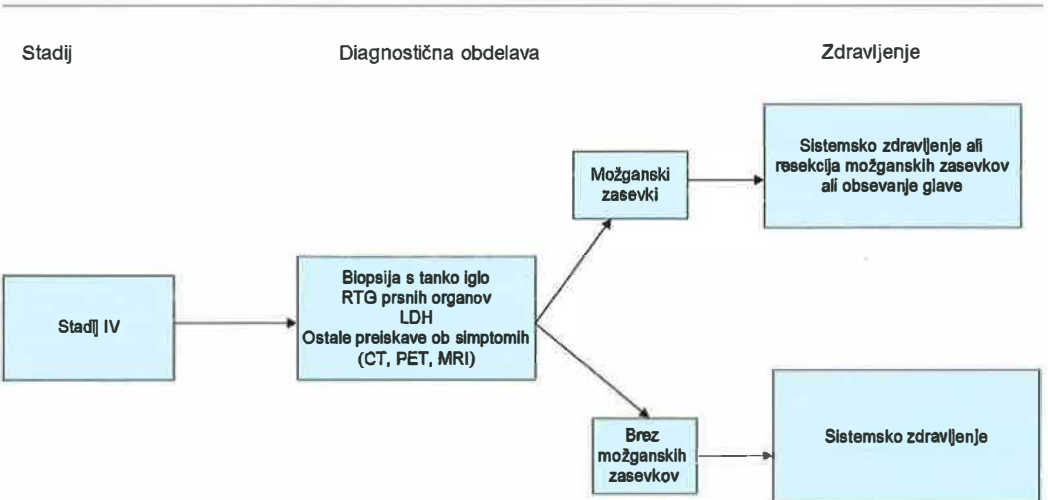 Stadij
Diagnostična obdelava
Zdravljenje
Stadij IV
Biopsija s tanko iglo
RTG prsnih organov
LDH
Ostale preiskave ob simptomih
(CT, PET, MRI)
Možganski
zasevki
Sistemsko zdravljenje ali
resekcija možganskih zasevkov
ali obsevanje glave
Brez
možganskih
zasevkov
Sistemsko zdravljenje